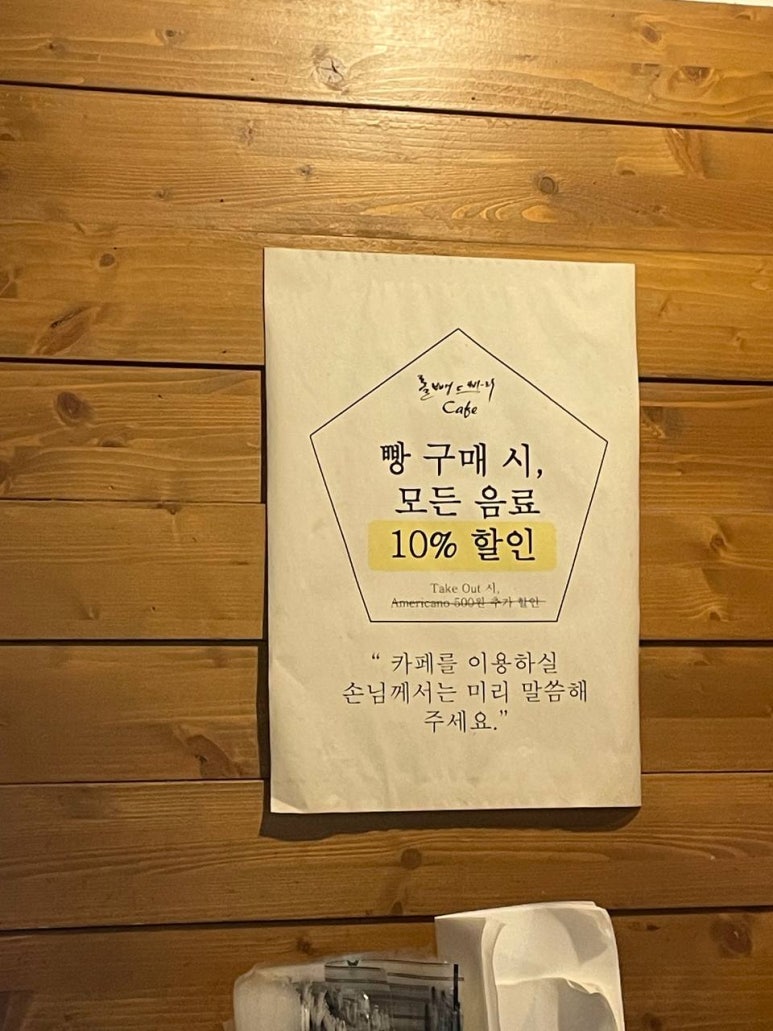 Cafe
빵 구매 시,
모든 음료
10% 할인
Take Out 시,
Americano 500원 추가 할인
“ 카페를 이용하실
손님께서는 미리 말씀해
주세요.”